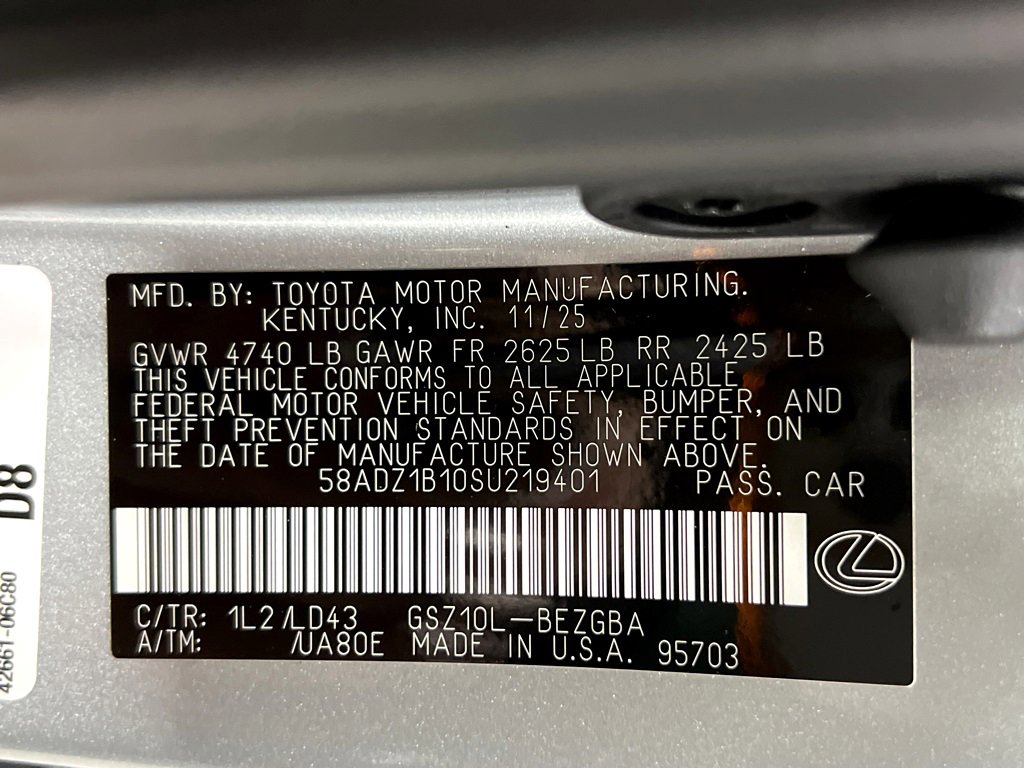 MFD. BY: TOYOTA MOTOR MANUFACTURING.
KENTUCKY, INC. 11/25
GVWR 4740 LB GAWR FR 2625 LB RR 2425 LB
THIS VEHICLE CONFORMS TO ALL APPLICABLE
FEDERAL MOTOR VEHICLE SAFETY, BUMPER, AND
THEFT PREVENTION STANDARDS IN EFFECT ON
THE DATE OF MANUFACTURE SHOWN ABOVE.
58ADZ1B10SU219401 PASS. CAR
C/TR: 1L2 /LD43 GSZ10L-BEZGBA
A/TM: /UA80E MADE IN U.S.A. 95703
D8
42661-06C80